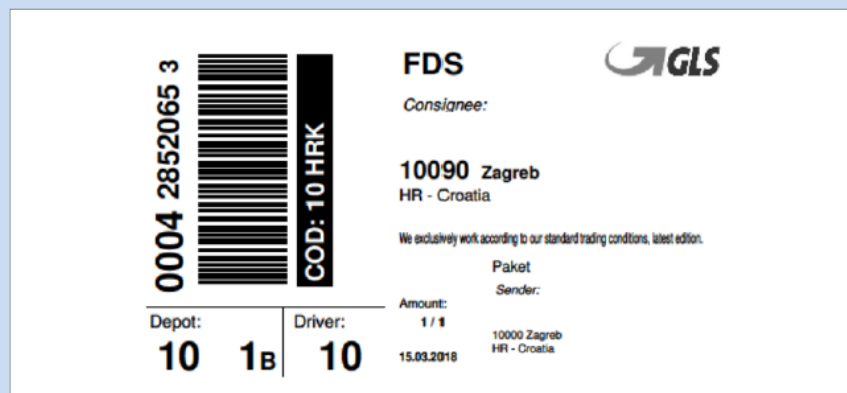 0004 2852065 3
COD: 10 HRK
FDS
GLS
Consignee:
10090 Zagreb
HR - Croatia
We exclusively work according to our standard trading conditions, latest edition.
Paket
Sender:
Amount:
1 / 1
10000 Zagreb
HR - Croatia
15.03.2018
Depot:
10 1B
Driver:
10